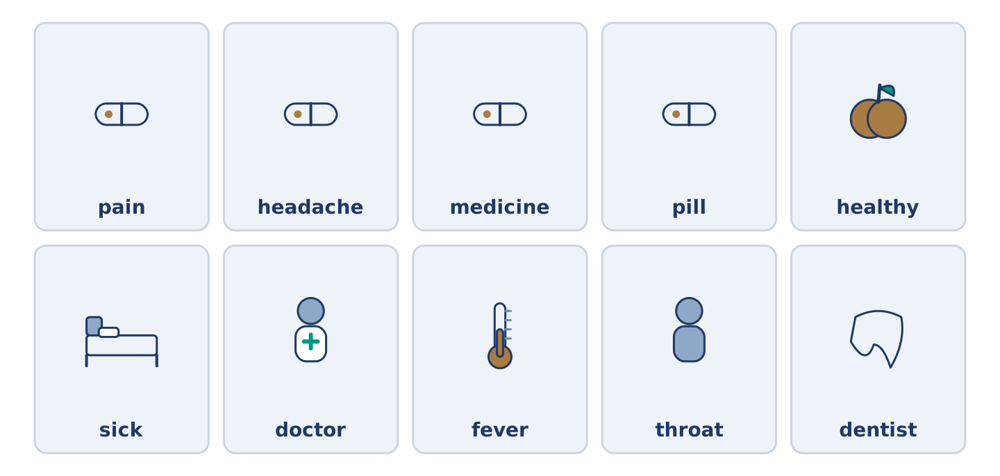 pain
headache
medicine
pill
healthy
sick
doctor
fever
throat
dentist